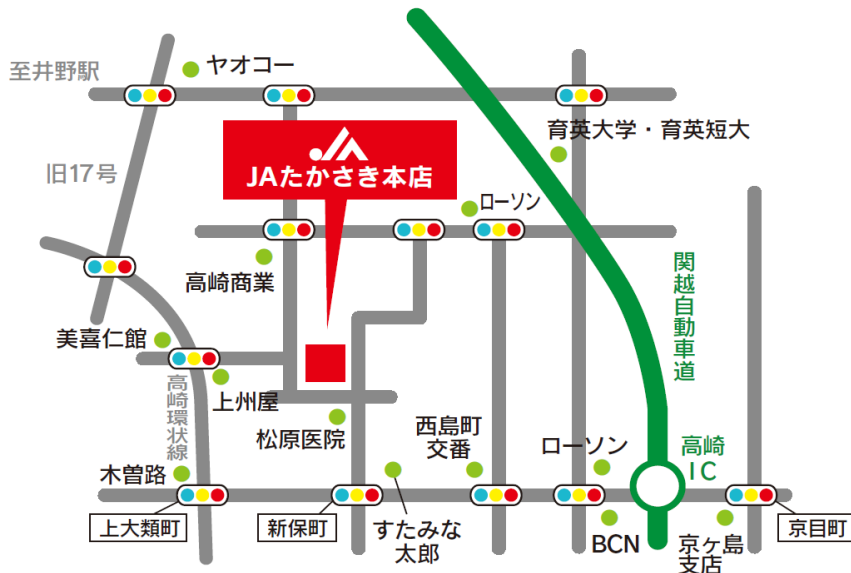 至井野駅
ヤオコー
育英大学・育英短大
旧17号
JA
JAたかさき本店
ローソン
高崎商業
関越自動車道
美喜仁館
高崎環状線
上州屋
松原医院
西島町
交番
ローソン
高崎
IC
木曽路
上大類町
新保町
すたみな
太郎
BCN
京ヶ島
支店
京目町